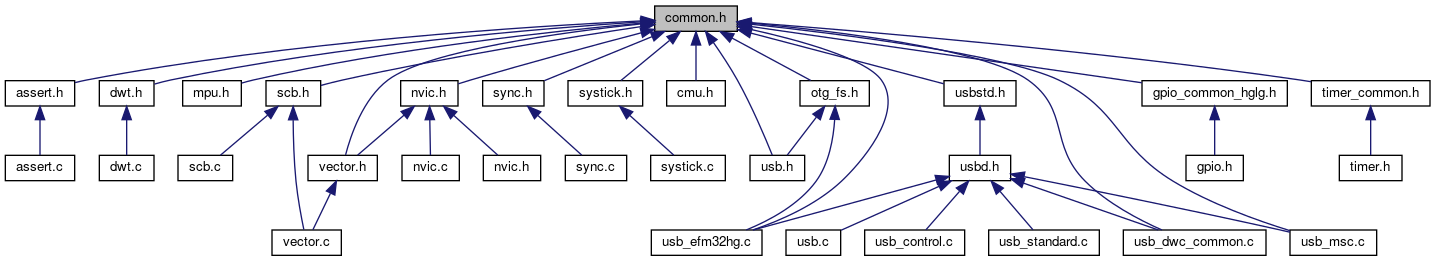 common.h
assert.h
dwt.h
mpu.h
scb.h
nvic.h
sync.h
systick.h
cmu.h
otg_fs.h
usbstd.h
gpio_common_hglg.h
timer_common.h
assert.c
dwt.c
scb.c
vector.h
nvic.c
nvic.h
sync.c
systick.c
usb.h
usbd.h
gpio.h
timer.h
vector.c
usb_efm32hg.c
usb.c
usb_control.c
usb_standard.c
usb_dwc_common.c
usb_msc.c